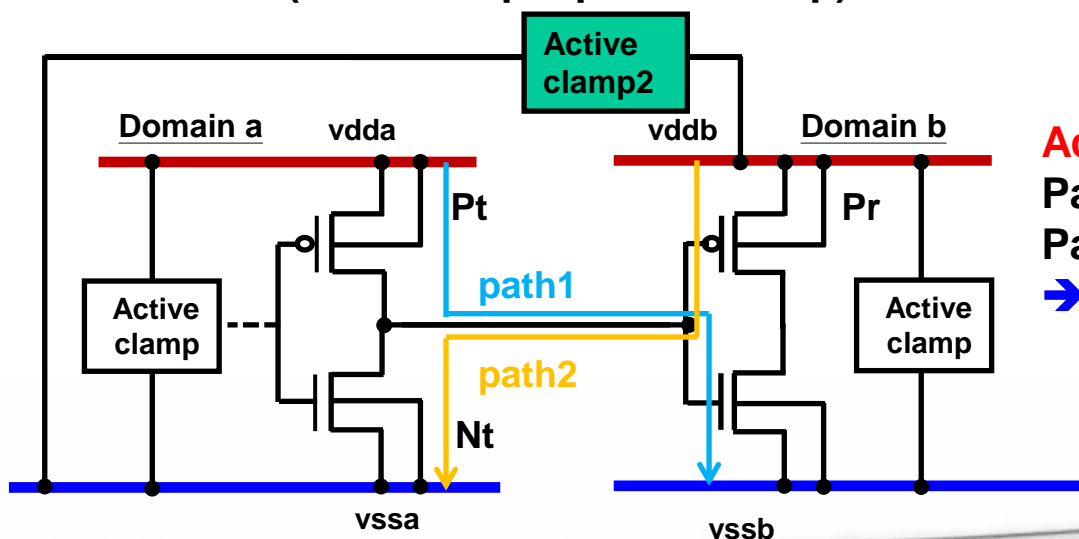 Active
clamp2
Domain a
vdda
vddb
Domain b
Pt
Pr
path1
Active
clamp
Active
clamp
path2
Nt
vssa
vssb